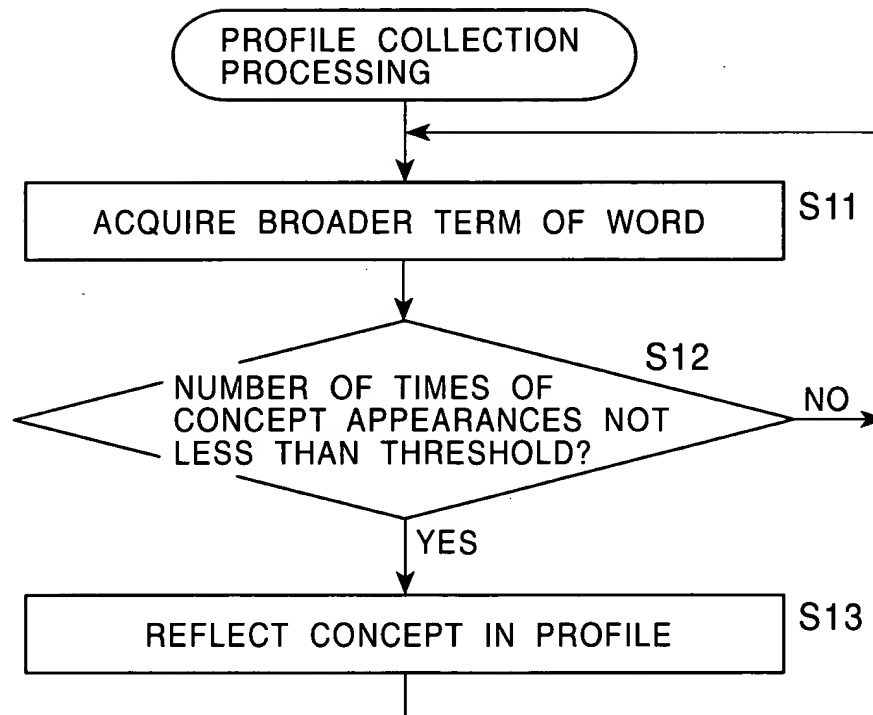 PROFILE COLLECTION
PROCESSING
ACQUIRE BROADER TERM OF WORD
S11
S12
NUMBER OF TIMES OF
CONCEPT APPEARANCES NOT
LESS THAN THRESHOLD?
NO
YES
REFLECT CONCEPT IN PROFILE
S13